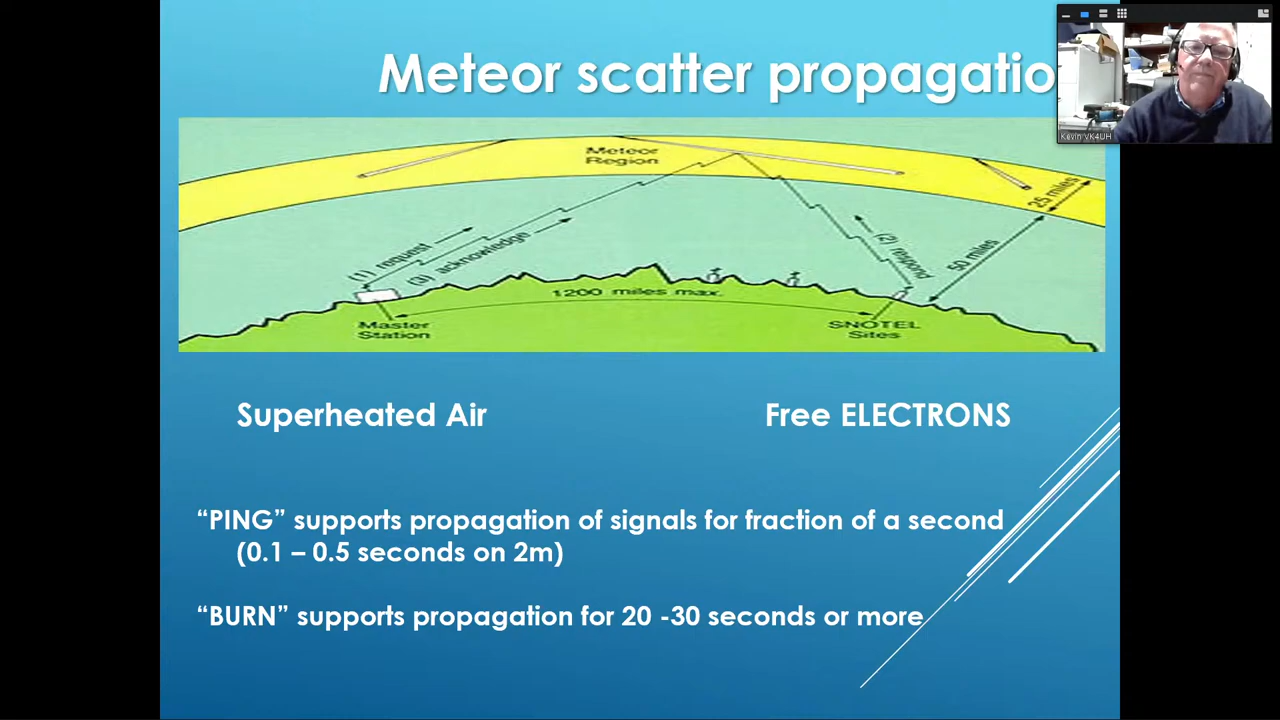 Meteor scatter propagatio
Kevin VK4UH
Meteor
Region
25 miles
(1) request
(3) acknowledge
(2) respond
50 miles
1200 miles max.
Master
Station
SNOTEL
Sites
Superheated Air
Free ELECTRONS
“PING” supports propagation of signals for fraction of a second
(0.1 – 0.5 seconds on 2m)
“BURN” supports propagation for 20 -30 seconds or more